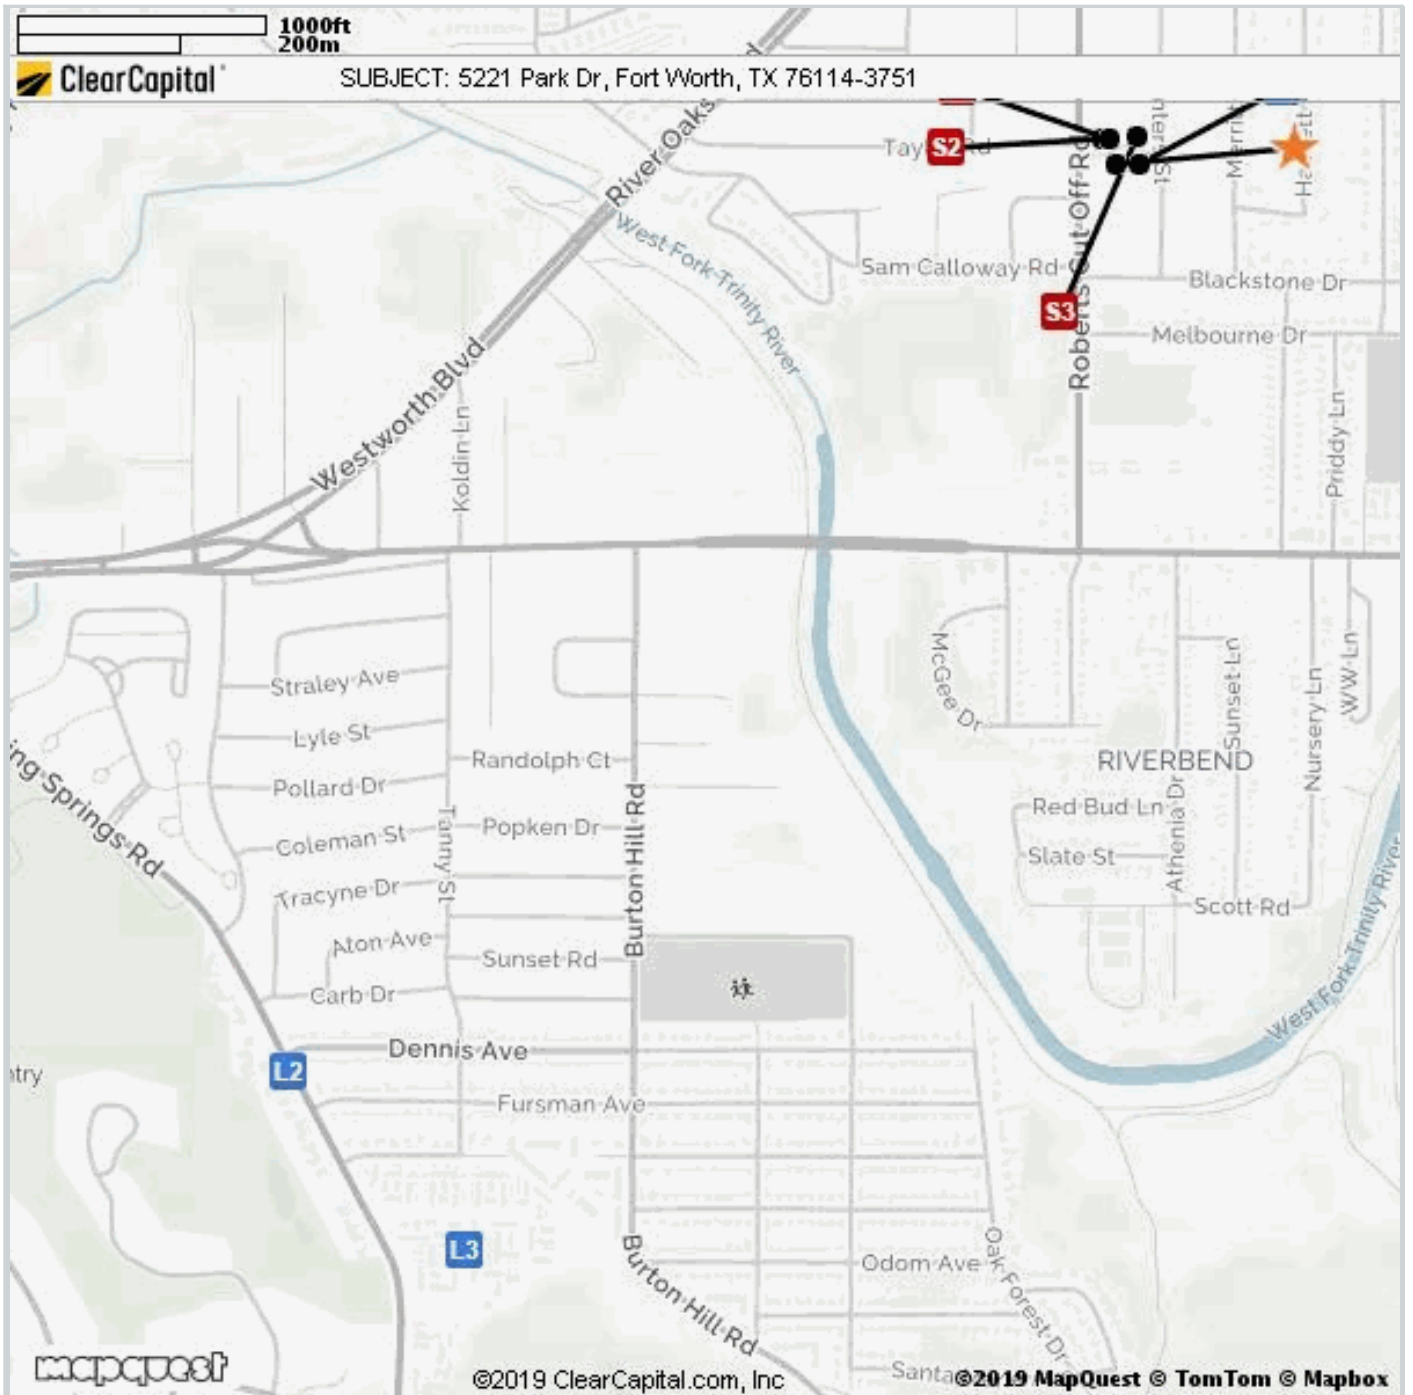 1000ft
200m
ClearCapital
SUBJECT: 5221 Park Dr, Fort Worth, TX 76114-3751
River Oaks
S2
Sam Calloway Rd
Roberts Cut Off Rd
Blackstone Dr
S3
Melbourne Dr
West Fork Trinity River
Westworth Blvd
Koldin Ln
Priddy Ln
McGee Dr
Sunset Ln
Nursery Ln
WW Ln
Straley Ave
Lyle St
Randolph Ct
RIVERBEND
Pollard Dr
Red Bud Ln
ing Springs Rd
Tanny St
Popken Dr
Burton Hill Rd
Coleman St
Slate St
Athenia Dr
Tracyne Dr
Scott Rd
Aton Ave
Sunset Rd
Carb Dr
West Fork Trinity River
Dennis Ave
L2
ntry
Fursman Ave
L3
Burton Hill Rd
Odom Ave
Oak Forest Dr
mapquest
©2019 ClearCapital.com, Inc
Santa
©2019 MapQuest © TomTom © Mapbox